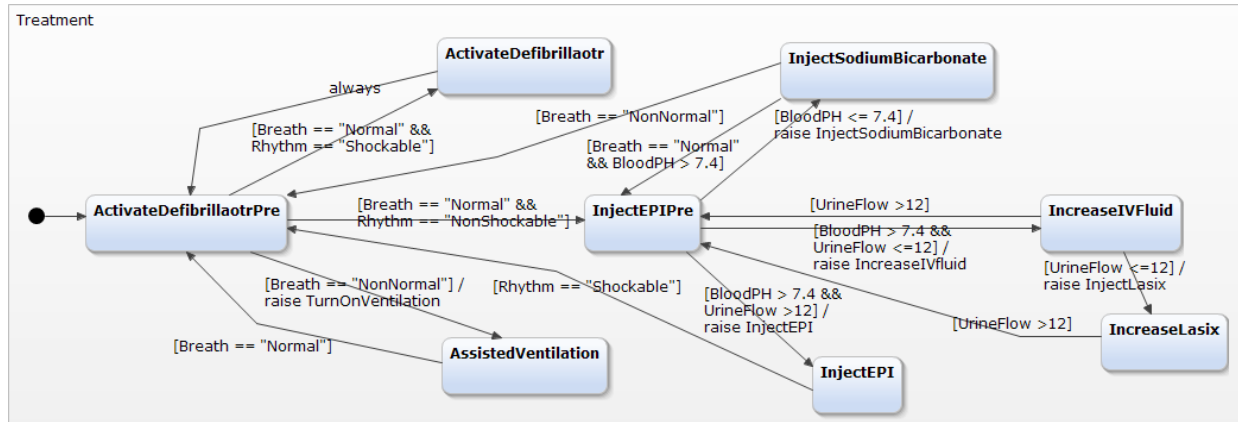 Treatment
ActivateDefibrillaotr
InjectSodiumBicarbonate
always
[Breath == "Normal" &&
Rhythm == "Shockable"]
[Breath == "NonNormal"]
[BloodPH <= 7.4] /
raise InjectSodiumBicarbonate
[Breath == "Normal"
&& BloodPH > 7.4]
ActivateDefibrillaotrPre
[Breath == "Normal" &&
Rhythm == "NonShockable"]
InjectEPIPre
[UrineFlow >12]
IncreaseIVFluid
[BloodPH > 7.4 &&
UrineFlow <=12] /
raise IncreaseIVfluid
[UrineFlow <=12] /
raise InjectLasix
[Breath == "NonNormal"] /
raise TurnOnVentilation
[Rhythm == "Shockable"]
[BloodPH > 7.4 &&
UrineFlow >12] /
raise InjectEPI
[UrineFlow >12]
IncreaseLasix
[Breath == "Normal"]
AssistedVentilation
InjectEPI